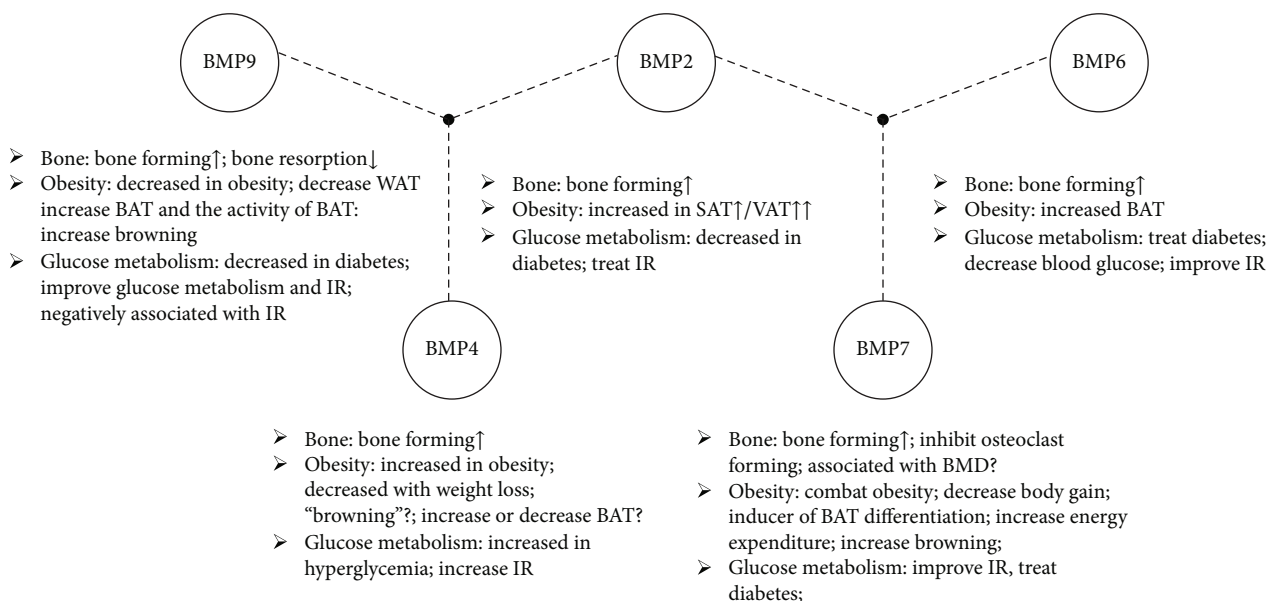 BMP9
BMP2
BMP6
➢ Bone: bone forming↑; bone resorption↓
➢ Obesity: decreased in obesity; decrease WAT
increase BAT and the activity of BAT:
increase browning
➢ Glucose metabolism: decreased in diabetes;
improve glucose metabolism and IR;
negatively associated with IR
➢ Bone: bone forming↑
➢ Obesity: increased in SAT↑/VAT↑↑
➢ Glucose metabolism: decreased in
diabetes; treat IR
➢ Bone: bone forming↑
➢ Obesity: increased BAT
➢ Glucose metabolism: treat diabetes;
decrease blood glucose; improve IR
BMP4
BMP7
➢ Bone: bone forming↑
➢ Obesity: increased in obesity;
decreased with weight loss;
“browning”?; increase or decrease BAT?
➢ Glucose metabolism: increased in
hyperglycemia; increase IR
➢ Bone: bone forming↑; inhibit osteoclast
forming; associated with BMD?
➢ Obesity: combat obesity; decrease body gain;
inducer of BAT differentiation; increase energy
expenditure; increase browning;
➢ Glucose metabolism: improve IR, treat
diabetes;